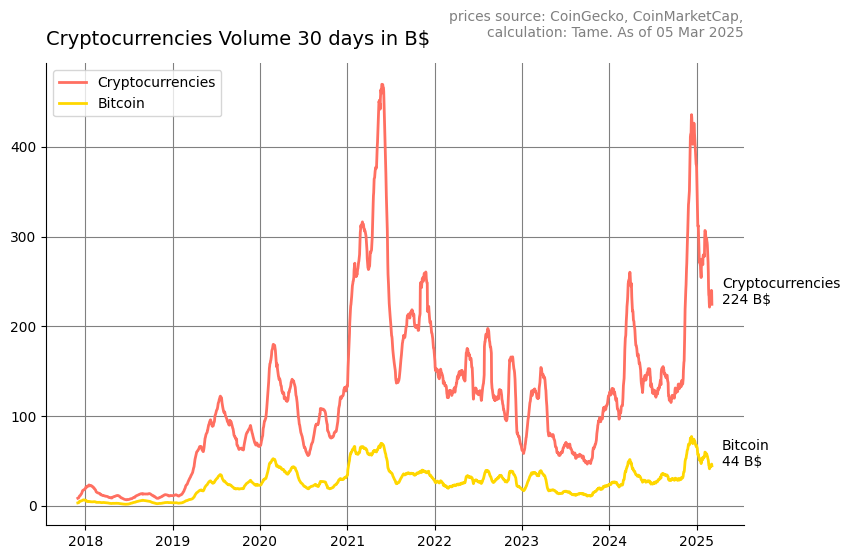 prices source: CoinGecko, CoinMarketCap,
calculation: Tame. As of 05 Mar 2025
Cryptocurrencies Volume 30 days in B$
Cryptocurrencies
Bitcoin
400
300
200
100
0
Cryptocurrencies
224 B$
Bitcoin
44 B$
2018 2019 2020 2021 2022 2023 2024 2025